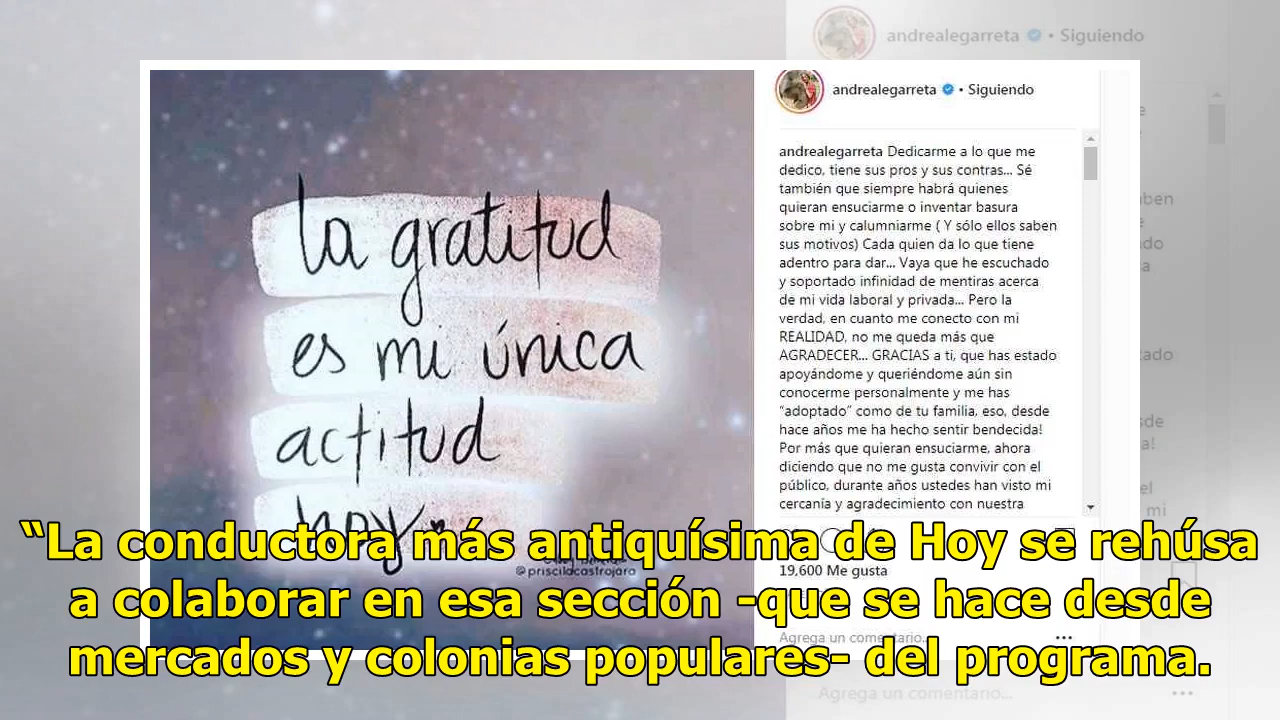 andrealegarreta • Siguiendo
andrealegarreta • Siguiendo
la gratitud
es mi única
actitud
hoy
@priscilacastrojara
andrealegarreta Dedicarme a lo que me
dedico, tiene sus pros y sus contras... Sé
también que siempre habrá quienes
quieran ensuciarme o inventar basura
sobre mi y calumniarme ( Y sólo ellos saben
sus motivos) Cada quien da lo que tiene
adentro para dar... Vaya que he escuchado
y soportado infinidad de mentiras acerca
de mi vida laboral y privada... Pero la
verdad, en cuanto me conecto con mi
REALIDAD, no me queda más que
AGRADECER... GRACIAS a ti, que has estado
apoyándome y queriéndome aún sin
conocerme personalmente y me has
“adoptado” como de tu familia, eso, desde
hace años me ha hecho sentir bendecida!
Por más que quieran ensuciarme, ahora
diciendo que no me gusta convivir con el
público, durante años ustedes han visto mi
cercanía y agradecimiento con nuestra
19,600 Me gusta
Agrega un comentario...
“La conductora más antiquísima de Hoy se rehúsa
a colaborar en esa sección -que se hace desde
mercados y colonias populares- del programa.
Agrega un comentario...